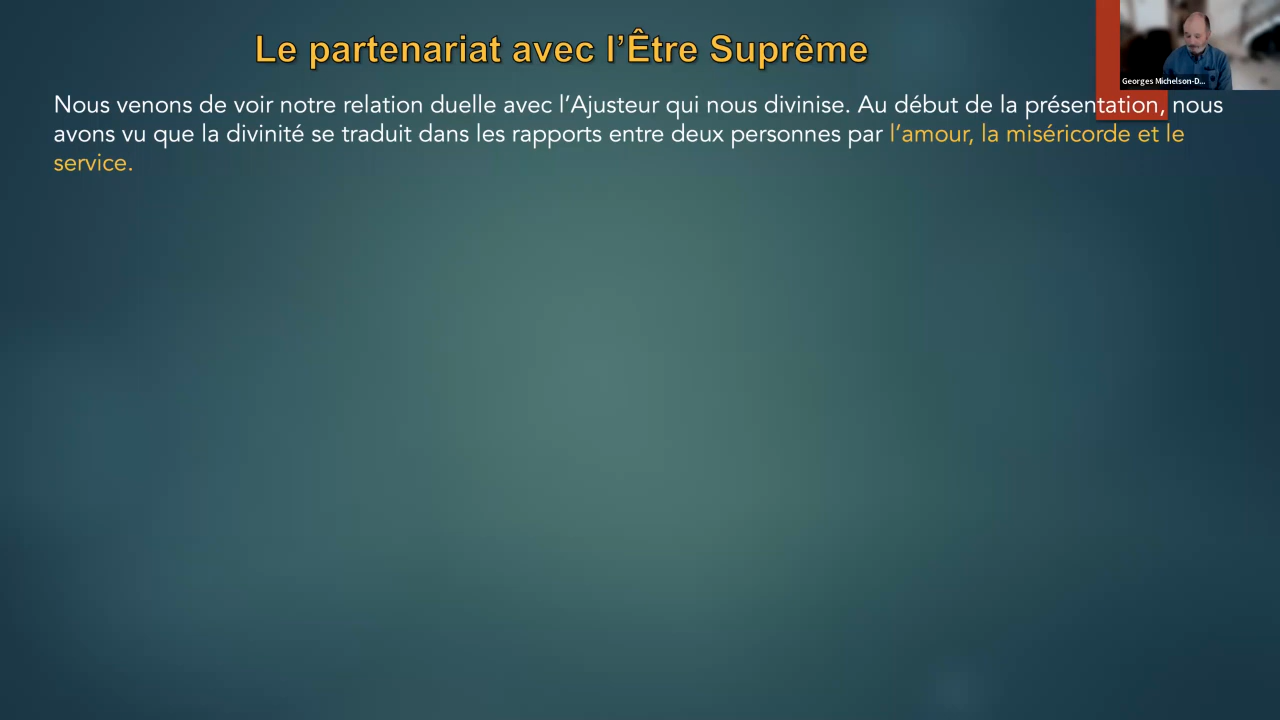 Le partenariat avec l’Être Suprême
Georges Michelson-D...
Nous venons de voir notre relation duelle avec l’Ajusteur qui nous divinise. Au début de la présentation, nous
avons vu que la divinité se traduit dans les rapports entre deux personnes par l’amour, la miséricorde et le
service.